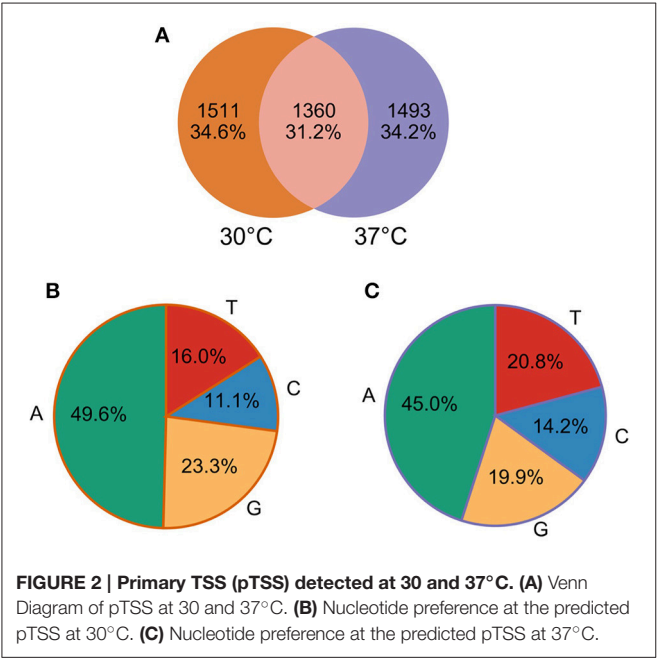 A
1511
34.6%
1360
31.2%
1493
34.2%
30°C
37°C
B
T
16.0%
C
11.1%
A
49.6%
23.3%
G
C
T
20.8%
A
45.0%
14.2%
C
19.9%
G
FIGURE 2 | Primary TSS (pTSS) detected at 30 and 37°C. (A) Venn
Diagram of pTSS at 30 and 37°C. (B) Nucleotide preference at the predicted
pTSS at 30°C. (C) Nucleotide preference at the predicted pTSS at 37°C.